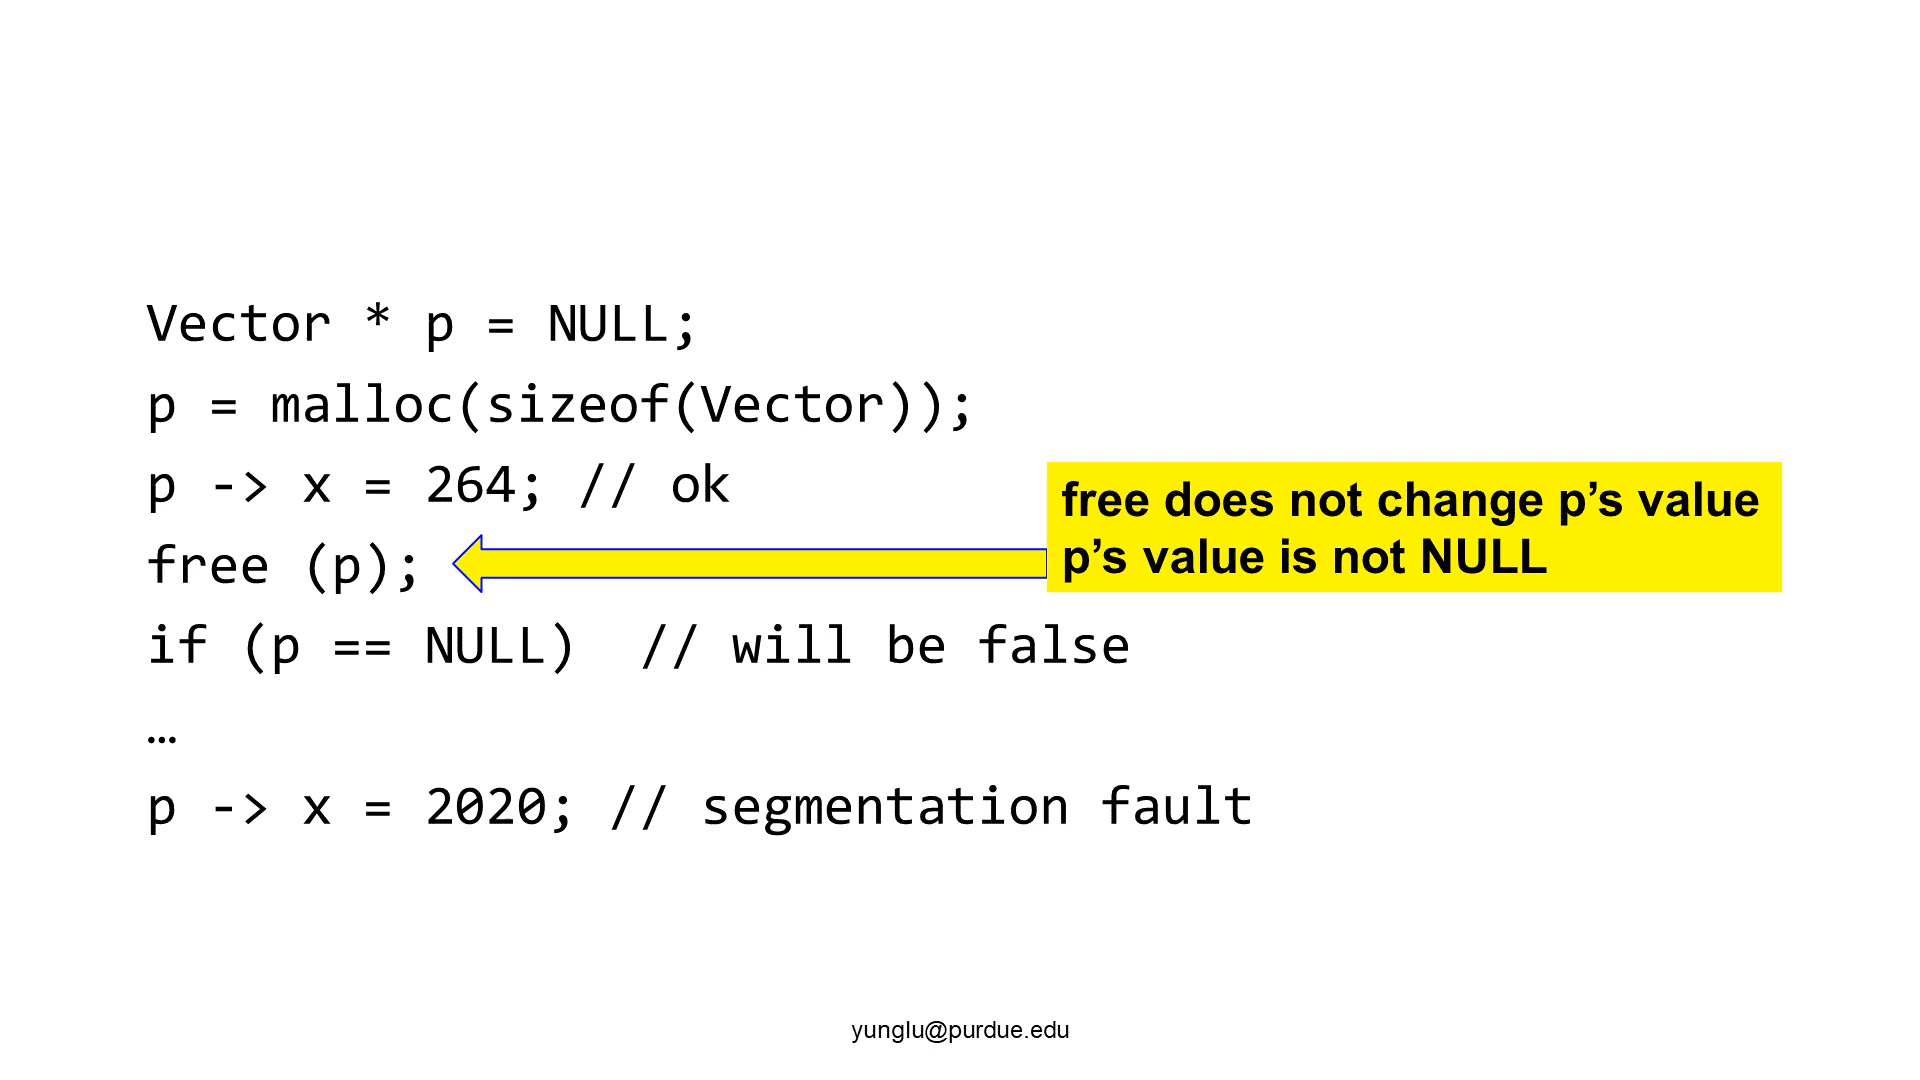 Vector * p = NULL;
p = malloc(sizeof(Vector));
p -> x = 264; // ok
free does not change p’s value
p’s value is not NULL
free (p);
if (p == NULL)  // will be false
…
p -> x = 2020; // segmentation fault
yunglu@purdue.edu